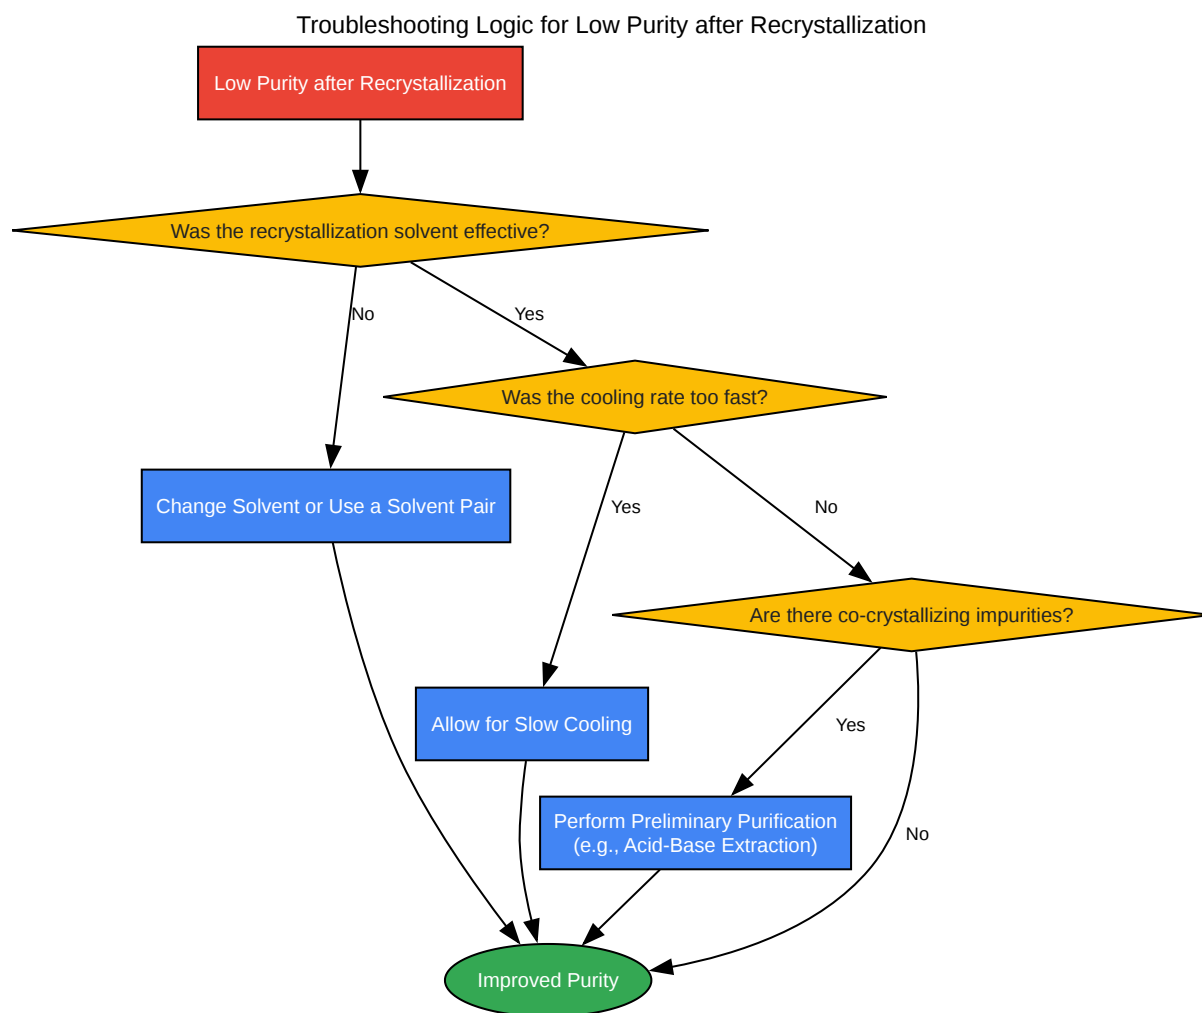 Troubleshooting Logic for Low Purity after Recrystallization
Low Purity after Recrystallization
Was the recrystallization solvent effective?
No
Yes
Was the cooling rate too fast?
Change Solvent or Use a Solvent Pair
Yes
No
Are there co-crystallizing impurities?
Allow for Slow Cooling
Yes
Perform Preliminary Purification
(e.g., Acid-Base Extraction)
No
Improved Purity